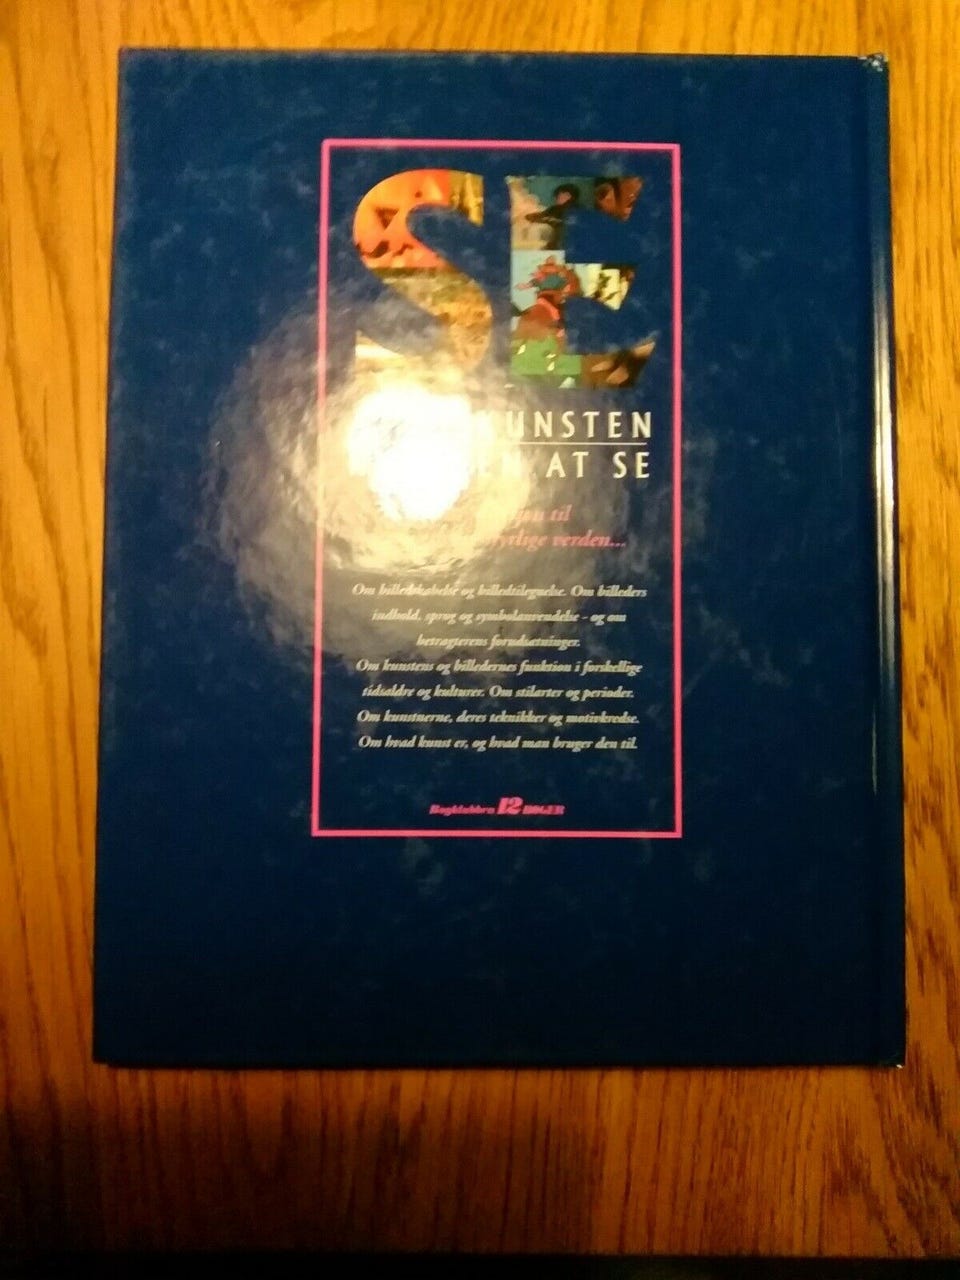 SE
UNSTEN
AT SE
til
verden...
Om billedskabelse og billedtilegnelse. Om billeders
indhold, sprog og symbolanvendelse - og om
betragterens forudsætninger.
Om kunstens og billedernes funktion i forskellige
tidsaldre og kulturer. Om stilarter og perioder.
Om kunstnerne, deres teknikker og motivkredse.
Om hvad kunst er, og hvad man bruger den til.
Bogklubben 12 BØGER